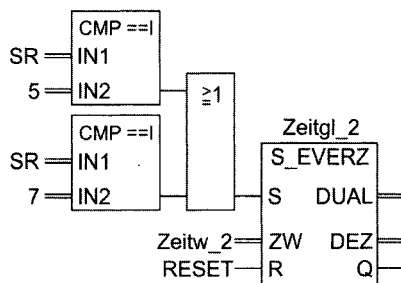 CMP ==I
SR IN1
5 IN2
≥1
CMP ==I
SR IN1
7 IN2
Zeitgl_2
S_EVERZ
S DUAL
Zeitw_2 ZW DEZ
RESET R Q